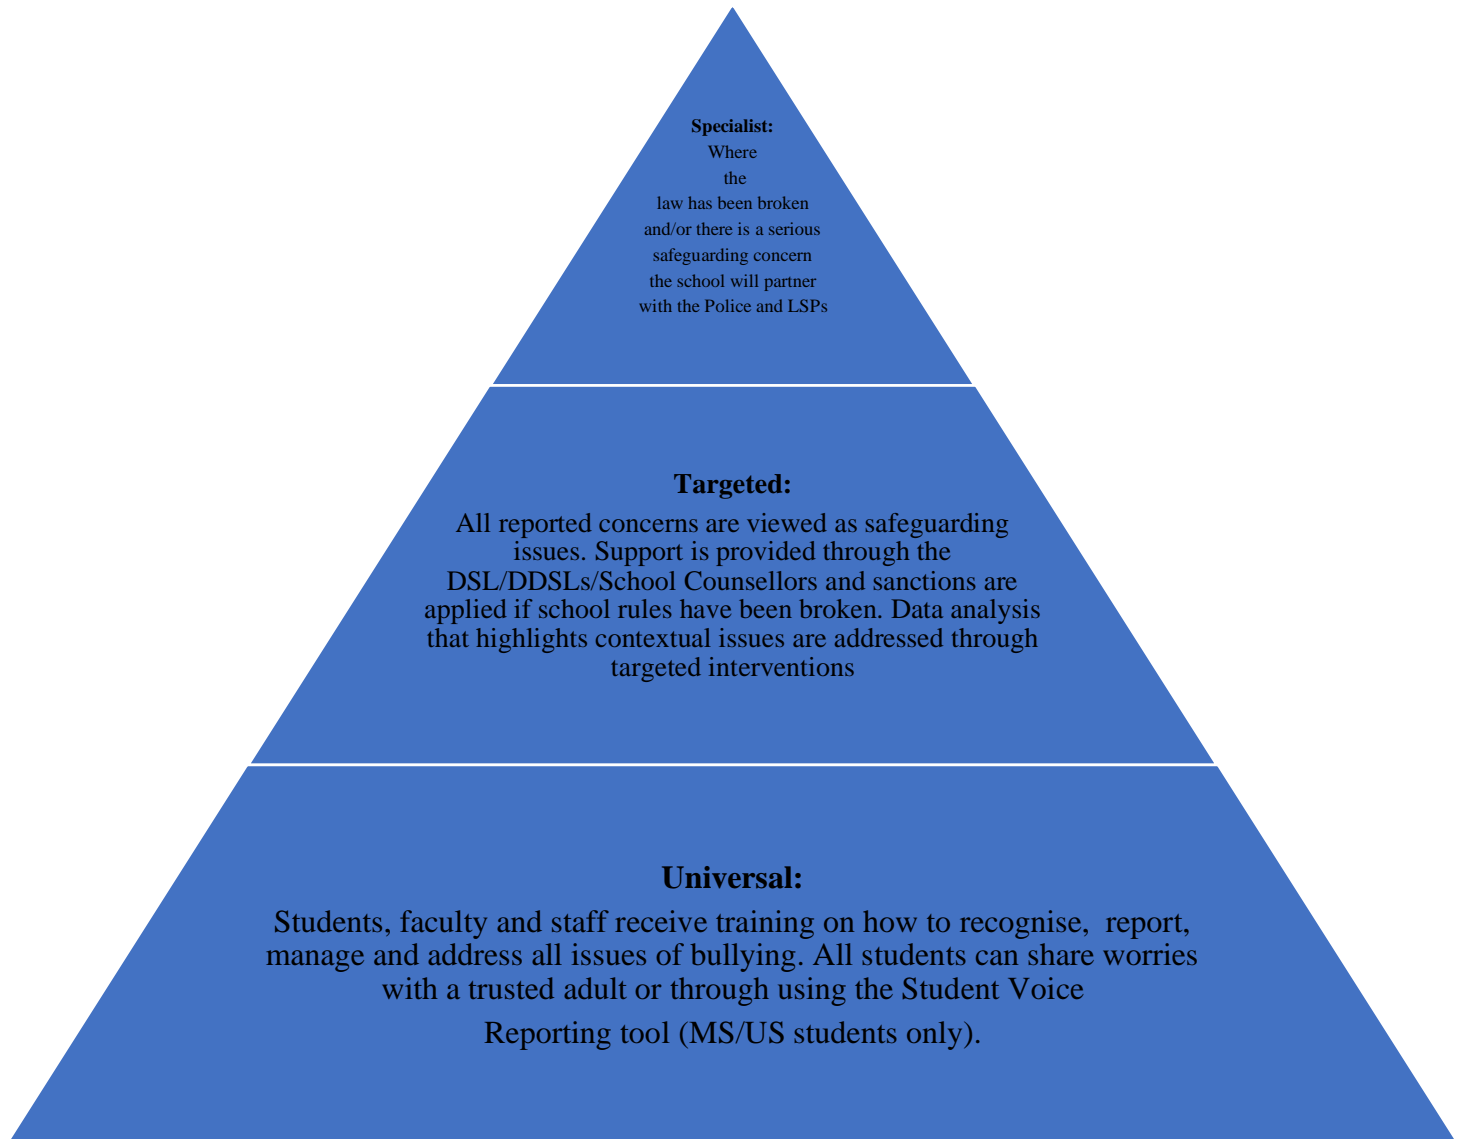 Specialist:
Where
the
law has been broken
and/or there is a serious
safeguarding concern
the school will partner
with the Police and LSPs
Targeted:
All reported concerns are viewed as safeguarding
issues. Support is provided through the
DSL/DDSLs/School Counsellors and sanctions are
applied if school rules have been broken. Data analysis
that highlights contextual issues are addressed through
targeted interventions
Universal:
Students, faculty and staff receive training on how to recognise,  report,
manage and address all issues of bullying. All students can share worries
with a trusted adult or through using the Student Voice
Reporting tool (MS/US students only).